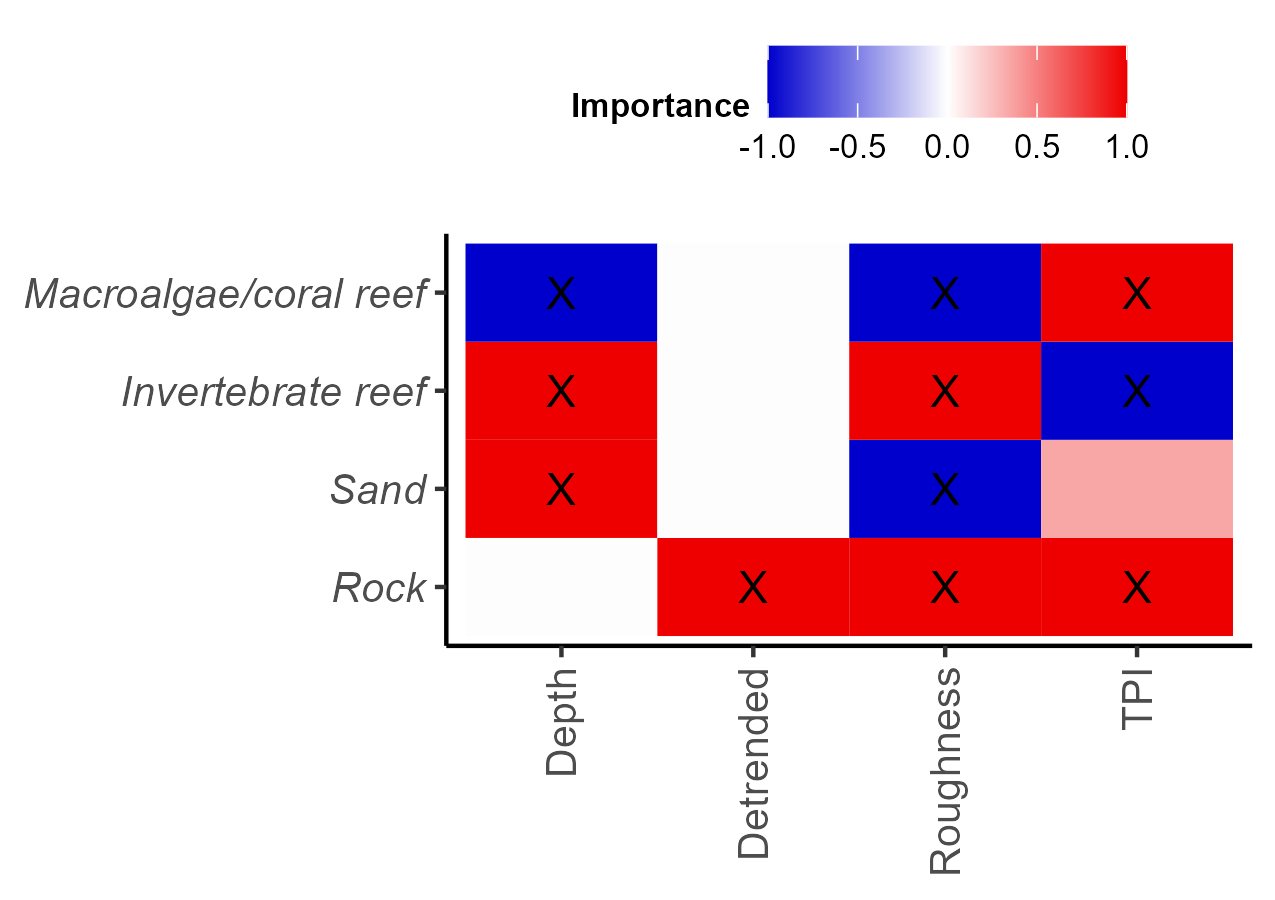 Importance
-1.0 -0.5 0.0 0.5 1.0
Macroalgae/coral reef X X X
Invertebrate reef X X X
Sand X X
Rock X X X
Depth
Detrended
Roughness
TPI